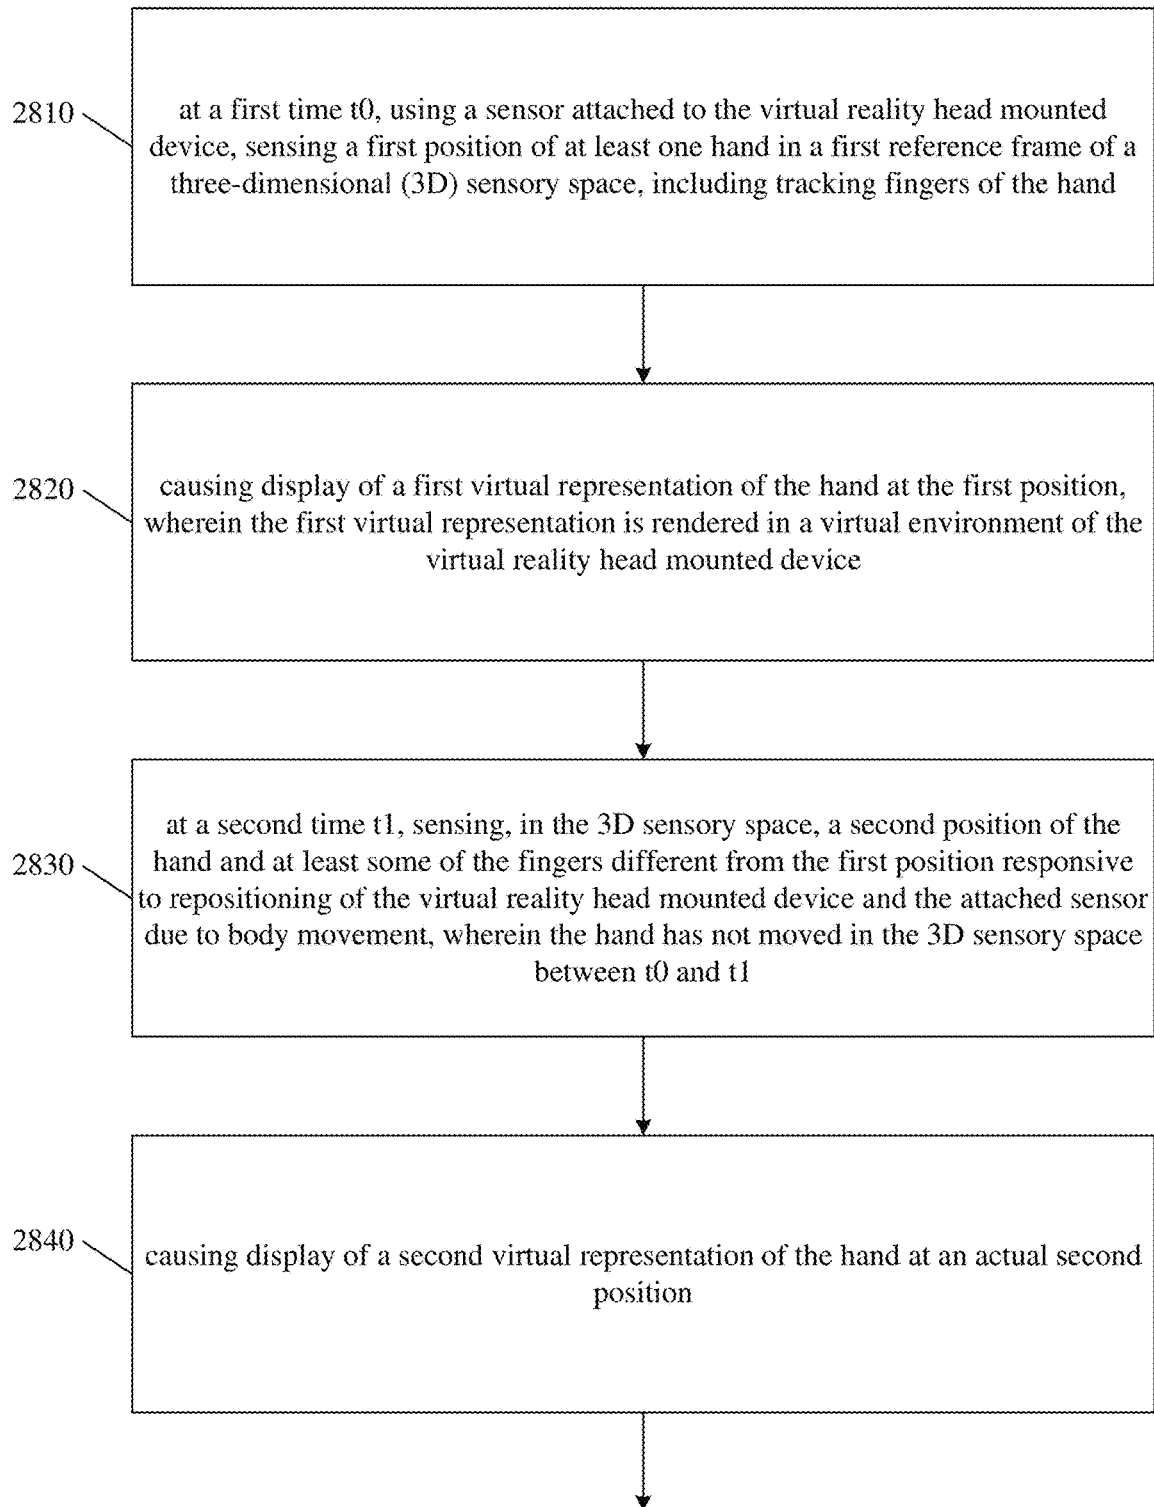 2810
at a first time t0, using a sensor attached to the virtual reality head mounted
device, sensing a first position of at least one hand in a first reference frame of a
three-dimensional (3D) sensory space, including tracking fingers of the hand
2820
causing display of a first virtual representation of the hand at the first position,
wherein the first virtual representation is rendered in a virtual environment of the
virtual reality head mounted device
2830
at a second time t1, sensing, in the 3D sensory space, a second position of the
hand and at least some of the fingers different from the first position responsive
to repositioning of the virtual reality head mounted device and the attached sensor
due to body movement, wherein the hand has not moved in the 3D sensory space
between t0 and t1
2840
causing display of a second virtual representation of the hand at an actual second
position